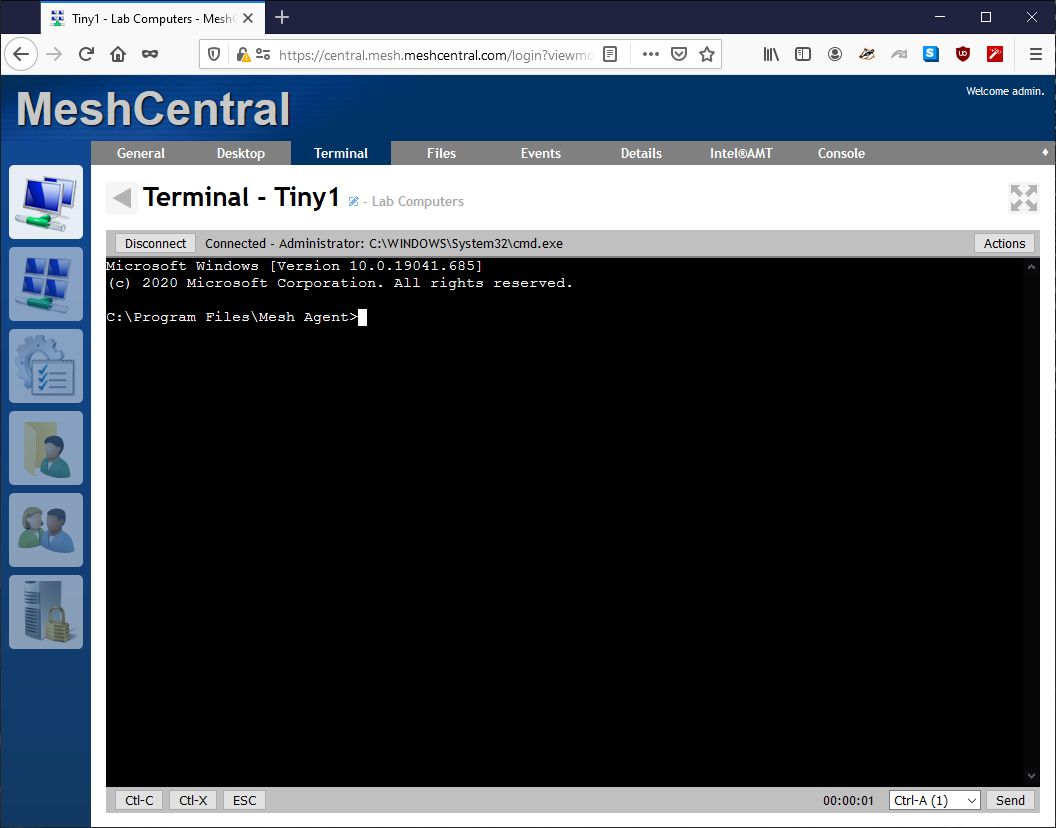 Tiny1 - Lab Computers - MeshC
https://central.mesh.meshcentral.com/login?viewmo
MeshCentral
Welcome admin.
General Desktop Terminal Files Events Details Intel®AMT Console
Terminal - Tiny1 - Lab Computers
Disconnect Connected - Administrator: C:\WINDOWS\System32\cmd.exe Actions
Microsoft Windows [Version 10.0.19041.685]
(c) 2020 Microsoft Corporation. All rights reserved.
C:\Program Files\Mesh Agent>
Ctl-C Ctl-X ESC 00:00:01 Ctrl-A (1) Send